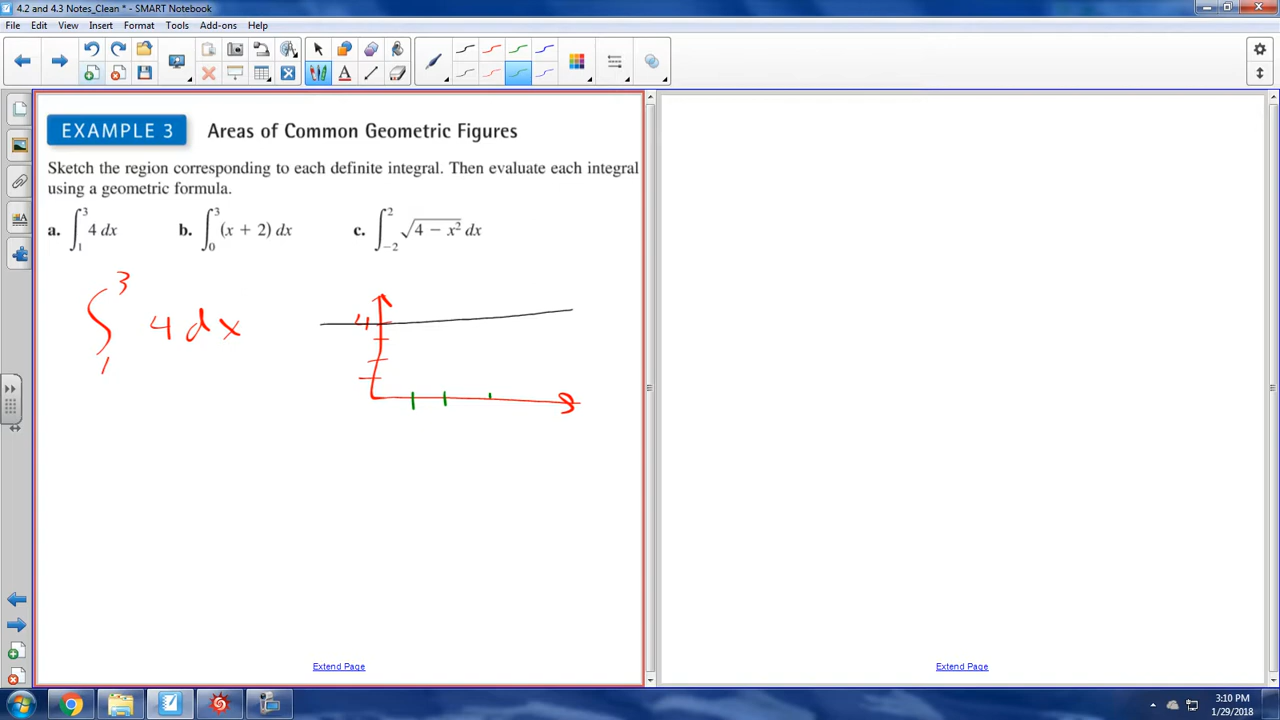 4.2 and 4.3 Notes_Clean * - SMART Notebook
File Edit View Insert Format Tools Add-ons Help
EXAMPLE 3 Areas of Common Geometric Figures
Sketch the region corresponding to each definite integral. Then evaluate each integral
using a geometric formula.
a. ∫₁³ 4 dx b. ∫₀³ (x + 2) dx c. ∫₋₂² √(4 − x²) dx
∫₁³ 4 dx
4
Extend Page Extend Page
3:10 PM
1/29/2018